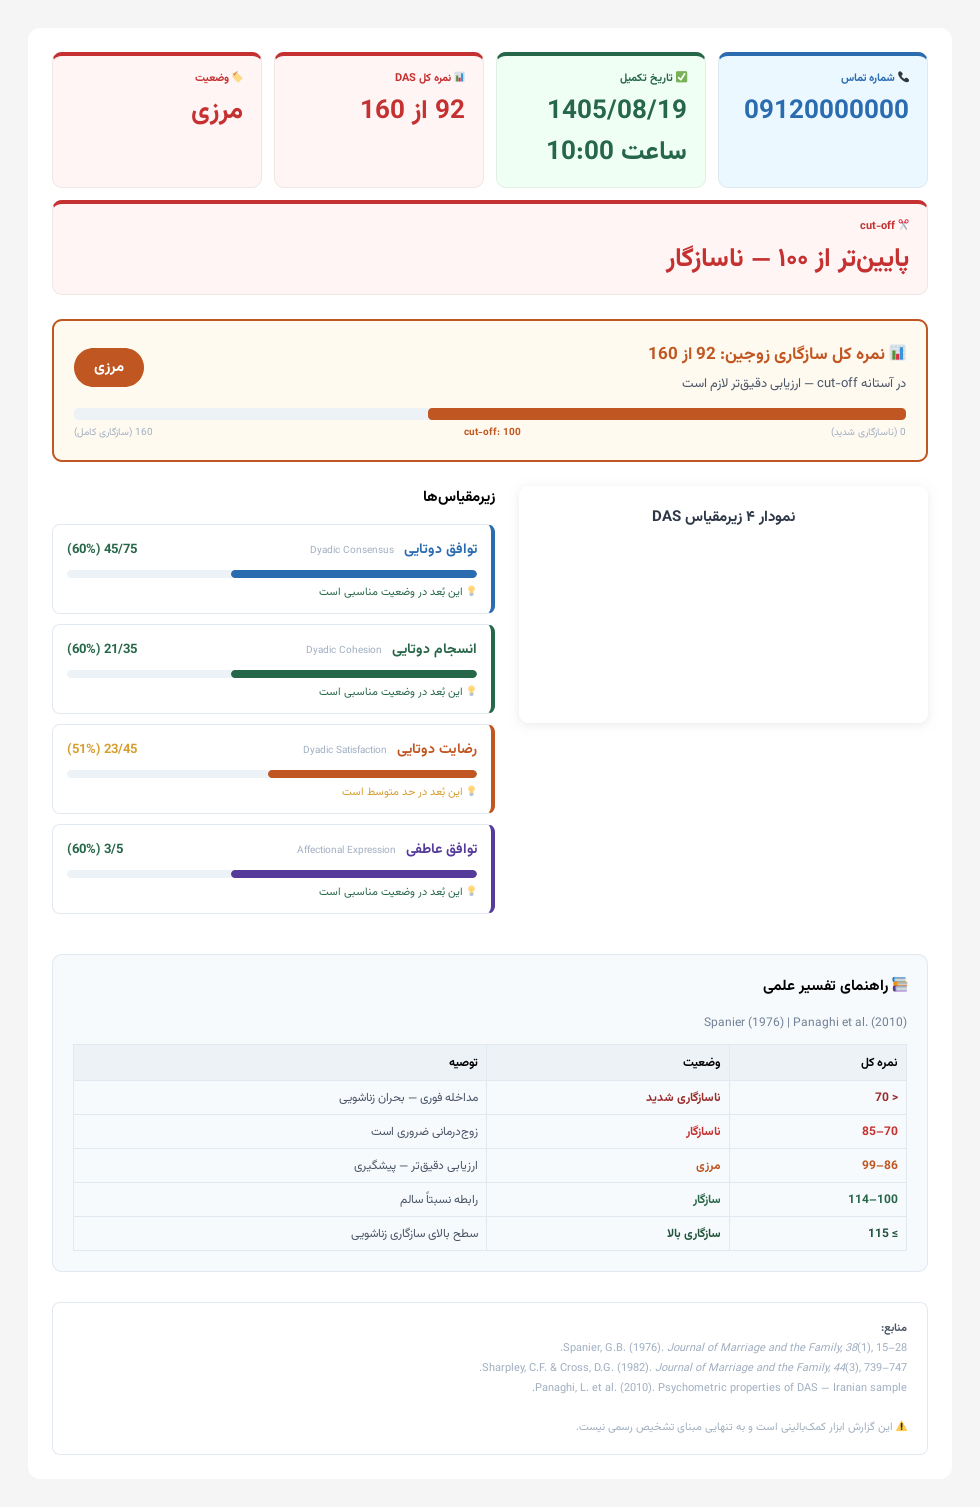 📞 شماره تماس
09120000000
✅ تاریخ تکمیل
1405/08/19
ساعت 10:00
📊 نمره کل DAS
92 از 160
🏷️ وضعیت
مرزی
✂️ cut-off
پایین‌تر از ۱۰۰ — ناسازگار
📊 نمره کل سازگاری زوجین: 92 از 160
در آستانه cut-off — ارزیابی دقیق‌تر لازم است
مرزی
0 (ناسازگاری شدید)
cut-off: 100
160 (سازگاری کامل)
نمودار ۴ زیرمقیاس DAS
زیرمقیاس‌ها
توافق دوتایی Dyadic Consensus 45/75 (60%)
💡 این بُعد در وضعیت مناسبی است
انسجام دوتایی Dyadic Cohesion 21/35 (60%)
💡 این بُعد در وضعیت مناسبی است
رضایت دوتایی Dyadic Satisfaction 23/45 (51%)
💡 این بُعد در حد متوسط است
توافق عاطفی Affectional Expression 3/5 (60%)
💡 این بُعد در وضعیت مناسبی است
📚 راهنمای تفسیر علمی
Spanier (1976) | Panaghi et al. (2010)
نمره کل وضعیت توصیه
< 70 ناسازگاری شدید مداخله فوری — بحران زناشویی
70–85 ناسازگار زوج‌درمانی ضروری است
86–99 مرزی ارزیابی دقیق‌تر — پیشگیری
100–114 سازگار رابطه نسبتاً سالم
≥ 115 سازگاری بالا سطح بالای سازگاری زناشویی
منابع:
Spanier, G.B. (1976). Journal of Marriage and the Family, 38(1), 15–28.
Sharpley, C.F. & Cross, D.G. (1982). Journal of Marriage and the Family, 44(3), 739–747.
Panaghi, L. et al. (2010). Psychometric properties of DAS — Iranian sample.
⚠️ این گزارش ابزار کمک‌بالینی است و به تنهایی مبنای تشخیص رسمی نیست.